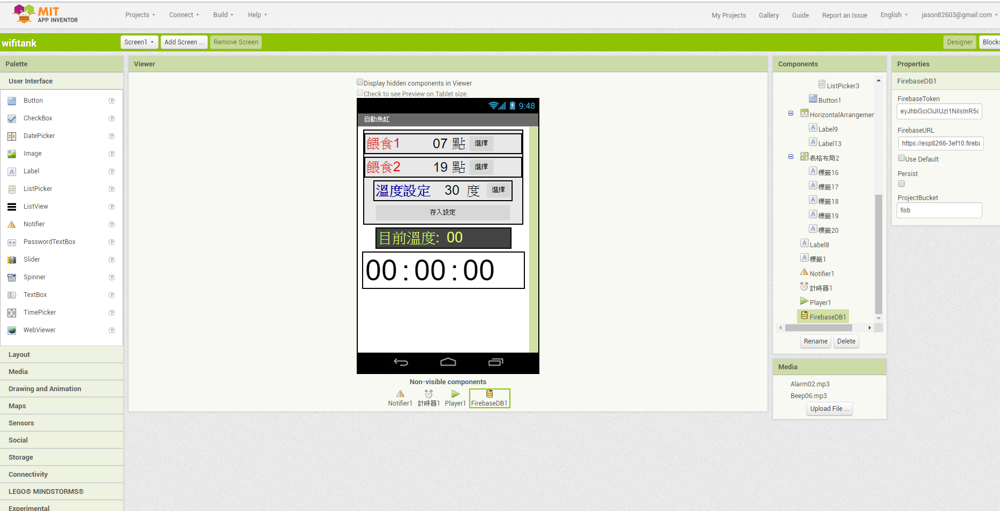 MIT
APP INVENTOR
Projects
Connect
Build
Help
My Projects
Gallery
Guide
Report an Issue
English
jason82603@gmail.com
wifitank
Screen1
Add Screen ...
Remove Screen
Designer
Blocks
Palette
User Interface
Button
CheckBox
DatePicker
Image
Label
ListPicker
ListView
Notifier
PasswordTextBox
Slider
Spinner
TextBox
TimePicker
WebViewer
Layout
Media
Drawing and Animation
Maps
Sensors
Social
Storage
Connectivity
LEGO® MINDSTORMS®
Experimental
Viewer
Display hidden components in Viewer
Check to see Preview on Tablet size.
9:48
自動魚缸
餵食1 07 點 選擇
餵食2 19 點 選擇
溫度設定 30 度 選擇
存入設定
目前溫度: 00
00:00:00
Non-visible components
Notifier1
計時器1
Player1
FirebaseDB1
Components
ListPicker3
Button1
HorizontalArrangemen
Label9
Label13
表格布局2
標籤16
標籤17
標籤18
標籤19
標籤20
Label8
標籤1
Notifier1
計時器1
Player1
FirebaseDB1
Rename
Delete
Media
Alarm02.mp3
Beep06.mp3
Upload File ...
Properties
FirebaseDB1
FirebaseToken
FirebaseURL
https://esp8266-3ef10.fireba
Use Default
Persist
ProjectBucket
fisb